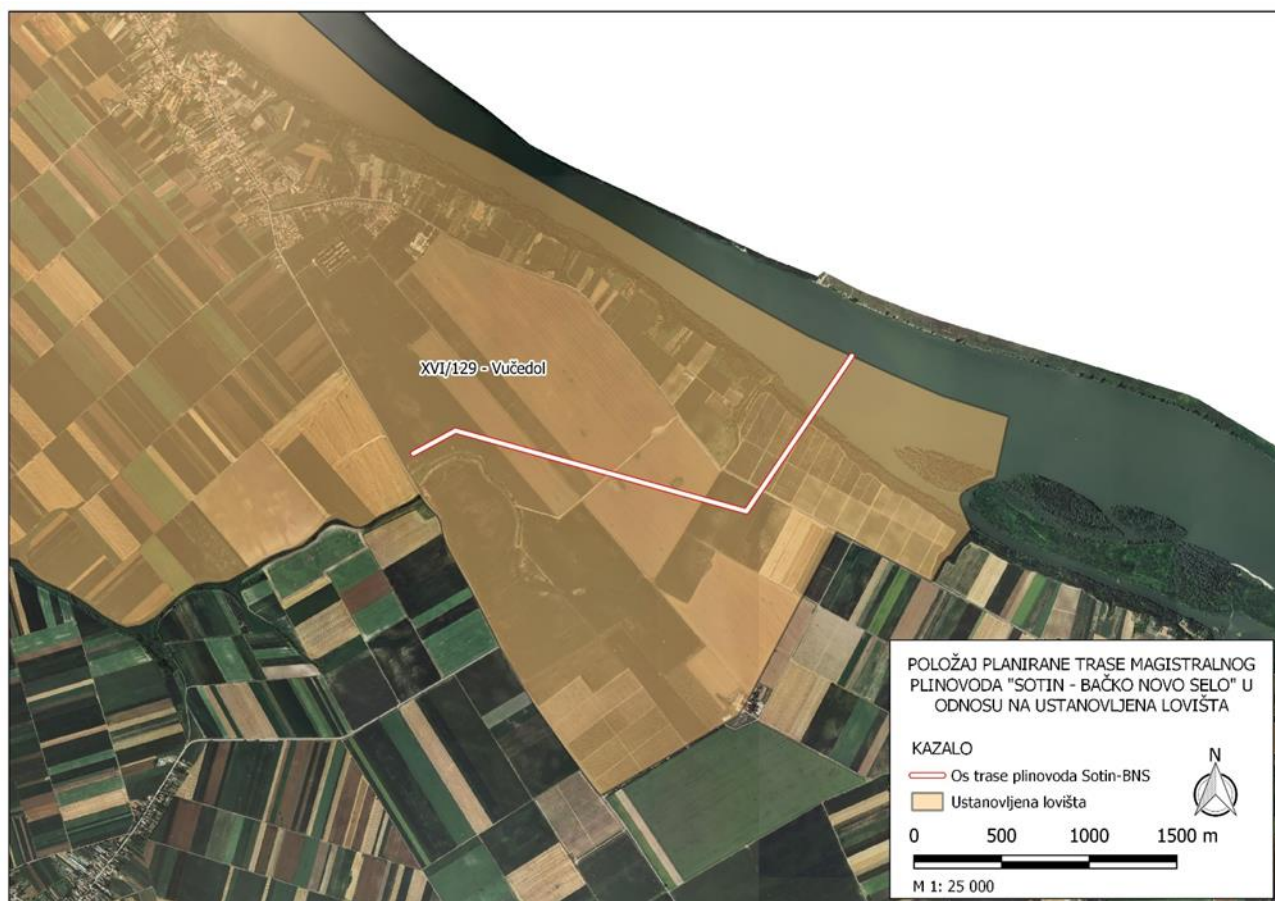 XVI/129 - Vučedol
POLOŽAJ PLANIRANE TRASE MAGISTRALNOG
PLINOVODA "SOTIN - BAČKO NOVO SELO" U
ODNOSU NA USTANOVLJENA LOVIŠTA
KAZALO
Os trase plinovoda Sotin-BNS
Ustanovljena lovišta
N
0 500 1000 1500 m
M 1: 25 000